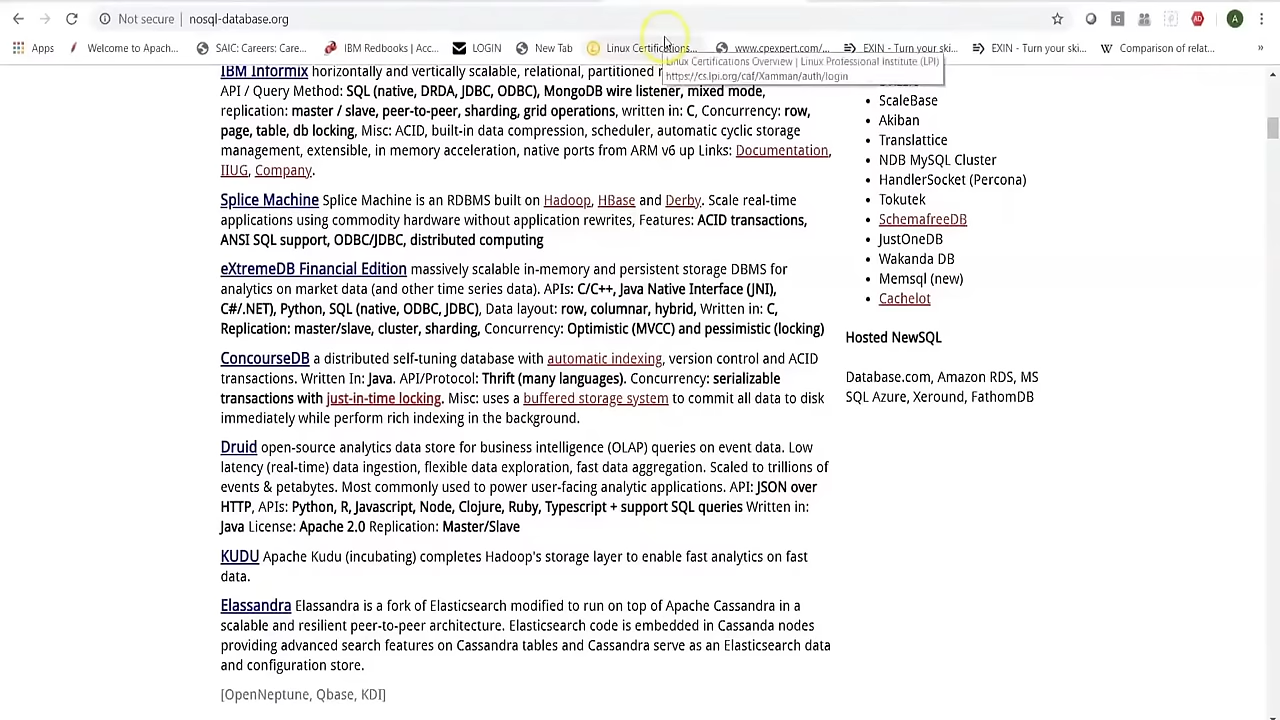 Not secure | nosql-database.org
A
Apps
Welcome to Apach...
SAIC: Careers: Care...
IBM Redbooks | Acc...
LOGIN
New Tab
Linux Certifications...
www.cpexpert.com/...
EXIN - Turn your ski...
EXIN - Turn your ski...
Comparison of relat...
»
Linux Certifications Overview | Linux Professional Institute (LPI)
https://cs.lpi.org/caf/Xamman/auth/login
IBM Informix horizontally and vertically scalable, relational, partitioned
API / Query Method: SQL (native, DRDA, JDBC, ODBC), MongoDB wire listener, mixed mode,
replication: master / slave, peer-to-peer, sharding, grid operations, written in: C, Concurrency: row,
page, table, db locking, Misc: ACID, built-in data compression, scheduler, automatic cyclic storage
management, extensible, in memory acceleration, native ports from ARM v6 up Links: Documentation,
IIUG, Company.
Splice Machine Splice Machine is an RDBMS built on Hadoop, HBase and Derby. Scale real-time
applications using commodity hardware without application rewrites, Features: ACID transactions,
ANSI SQL support, ODBC/JDBC, distributed computing
eXtremeDB Financial Edition massively scalable in-memory and persistent storage DBMS for
analytics on market data (and other time series data). APIs: C/C++, Java Native Interface (JNI),
C#/.NET), Python, SQL (native, ODBC, JDBC), Data layout: row, columnar, hybrid, Written in: C,
Replication: master/slave, cluster, sharding, Concurrency: Optimistic (MVCC) and pessimistic (locking)
ConcourseDB a distributed self-tuning database with automatic indexing, version control and ACID
transactions. Written In: Java. API/Protocol: Thrift (many languages). Concurrency: serializable
transactions with just-in-time locking. Misc: uses a buffered storage system to commit all data to disk
immediately while perform rich indexing in the background.
Druid open-source analytics data store for business intelligence (OLAP) queries on event data. Low
latency (real-time) data ingestion, flexible data exploration, fast data aggregation. Scaled to trillions of
events & petabytes. Most commonly used to power user-facing analytic applications. API: JSON over
HTTP, APIs: Python, R, Javascript, Node, Clojure, Ruby, Typescript + support SQL queries Written in:
Java License: Apache 2.0 Replication: Master/Slave
KUDU Apache Kudu (incubating) completes Hadoop's storage layer to enable fast analytics on fast
data.
Elassandra Elassandra is a fork of Elasticsearch modified to run on top of Apache Cassandra in a
scalable and resilient peer-to-peer architecture. Elasticsearch code is embedded in Cassanda nodes
providing advanced search features on Cassandra tables and Cassandra serve as an Elasticsearch data
and configuration store.
[OpenNeptune, Qbase, KDI]
ScaleBase
Akiban
Translattice
NDB MySQL Cluster
HandlerSocket (Percona)
Tokutek
SchemafreeDB
JustOneDB
Wakanda DB
Memsql (new)
Cachelot
Hosted NewSQL
Database.com, Amazon RDS, MS
SQL Azure, Xeround, FathomDB